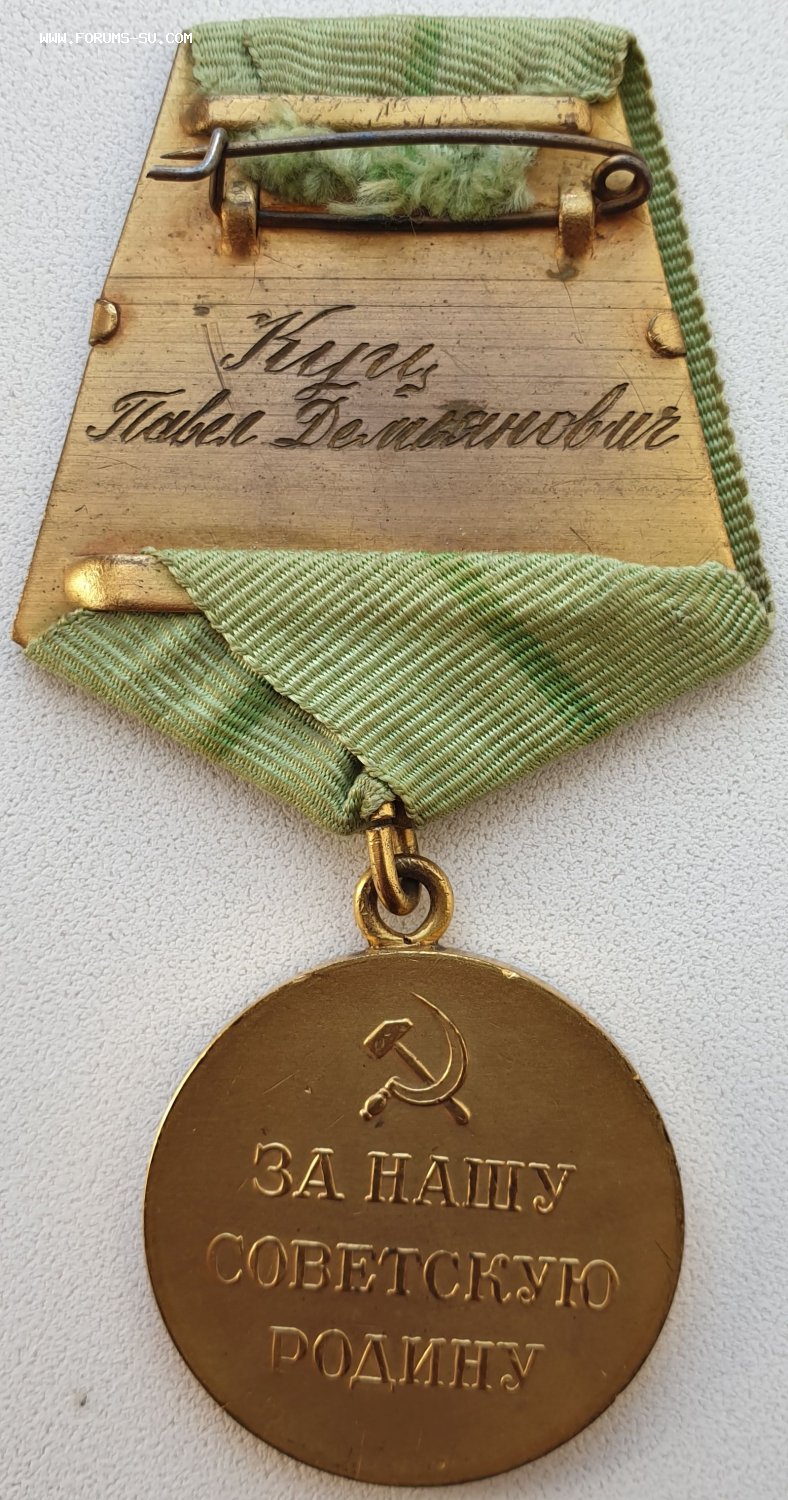 WWW.FORUMS-SU.COM
Куц
Павел Демьянович
ЗА НАШУ
СОВЕТСКУЮ
РОДИНУ